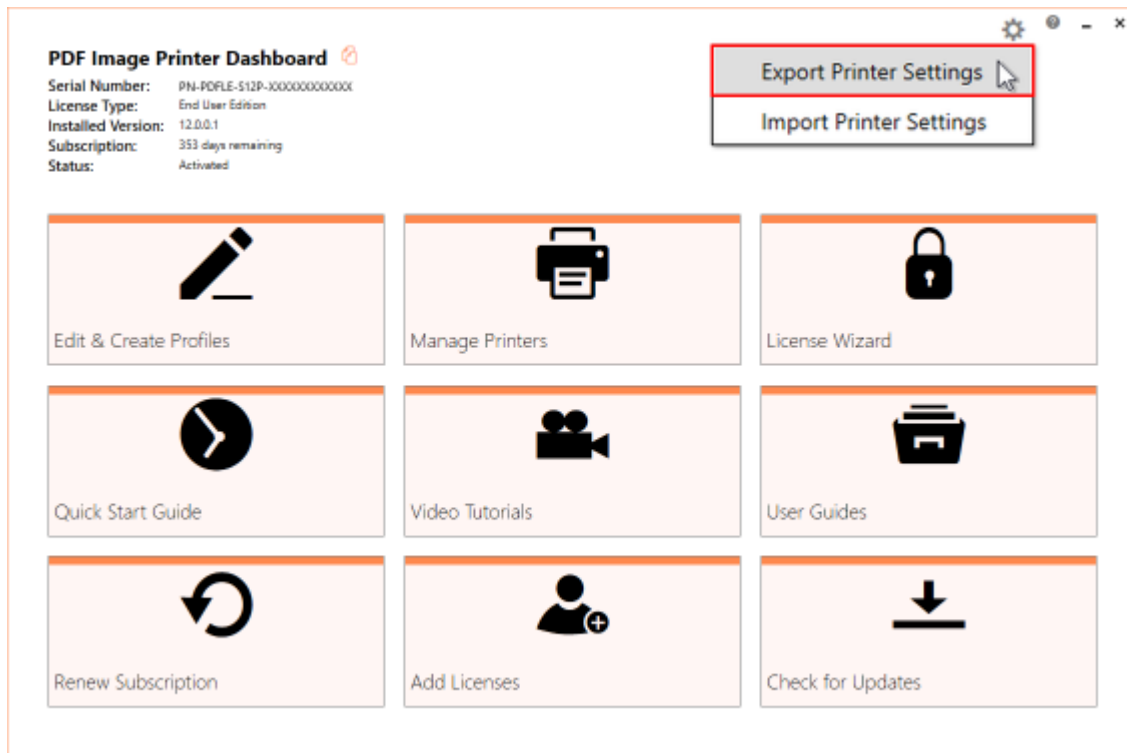 PDF Image Printer Dashboard
Serial Number: PN-PDFLE-S12P-XXXXXXXXXXXX
License Type: End User Edition
Installed Version: 12.0.0.1
Subscription: 353 days remaining
Status: Activated
Export Printer Settings
Import Printer Settings
Edit & Create Profiles
Manage Printers
License Wizard
Quick Start Guide
Video Tutorials
User Guides
Renew Subscription
Add Licenses
Check for Updates